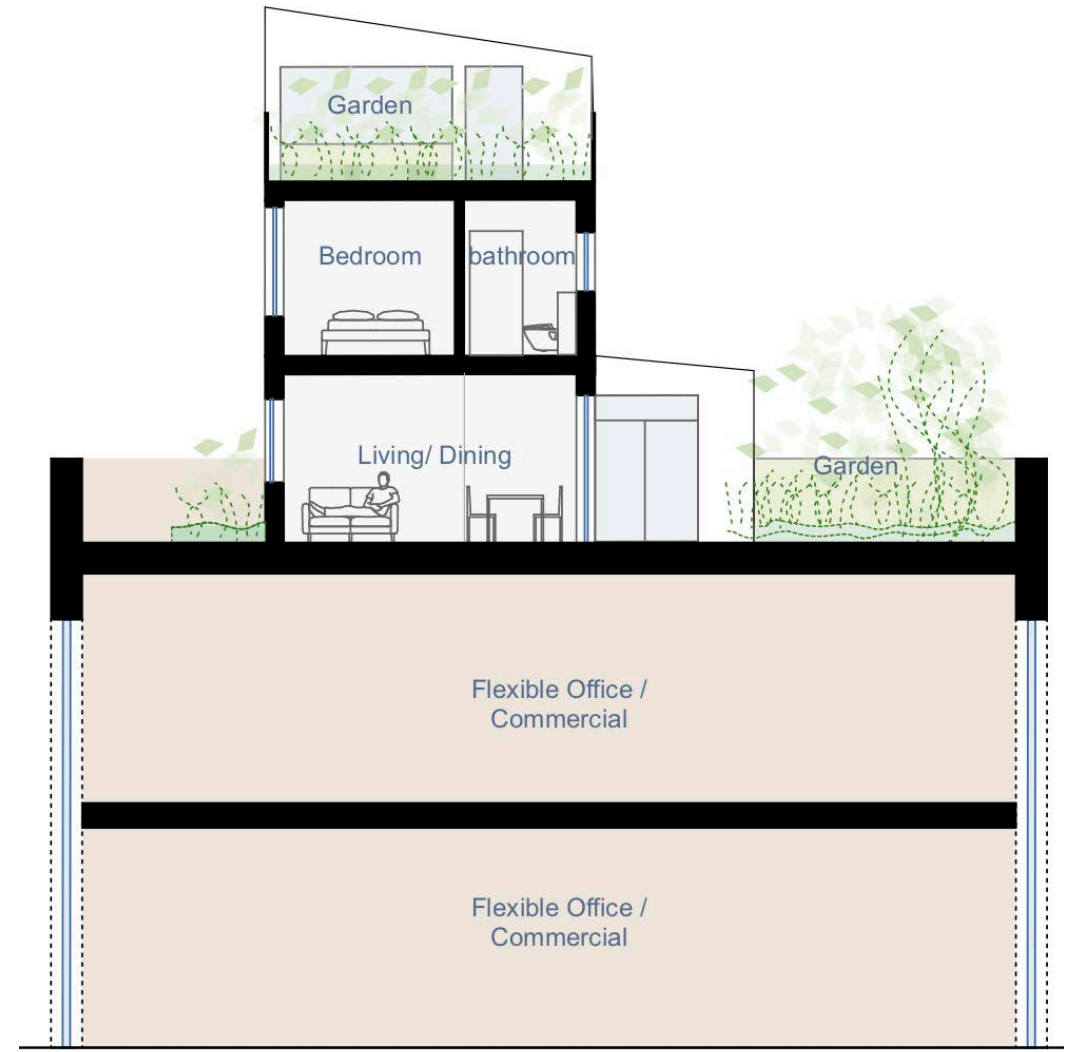 Garden
Bedroom
bathroom
Living/ Dining
Garden
Flexible Office /
Commercial
Flexible Office /
Commercial